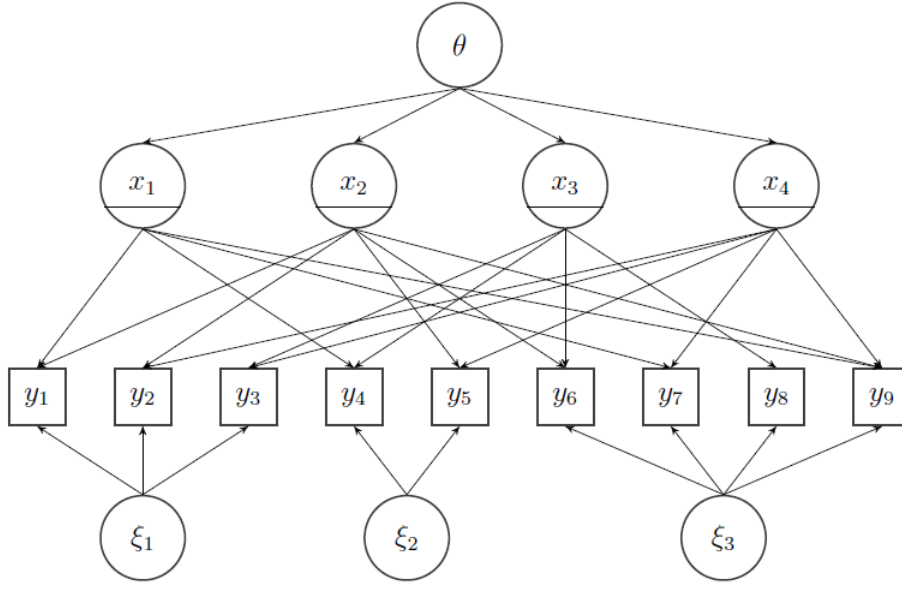 θ
x₁ x₂ x₃ x₄
y₁ y₂ y₃ y₄ y₅ y₆ y₇ y₈ y₉
ξ₁ ξ₂ ξ₃